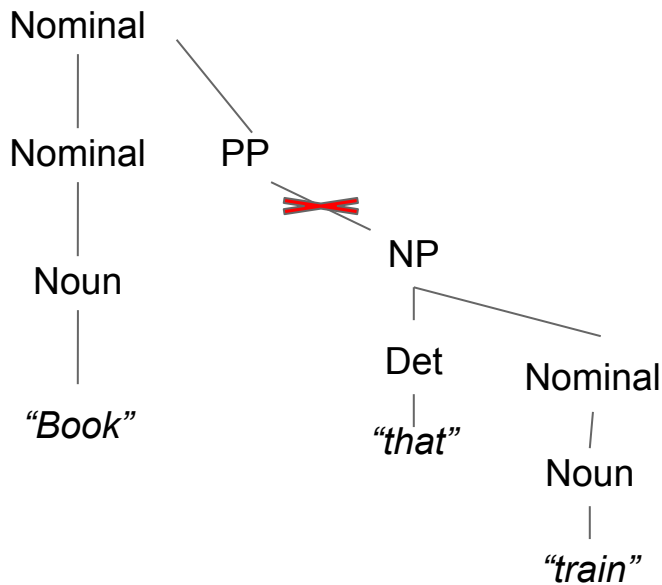 Nominal
Nominal PP
NP
Noun
Det
Nominal
“Book”
“that”
Noun
“train”